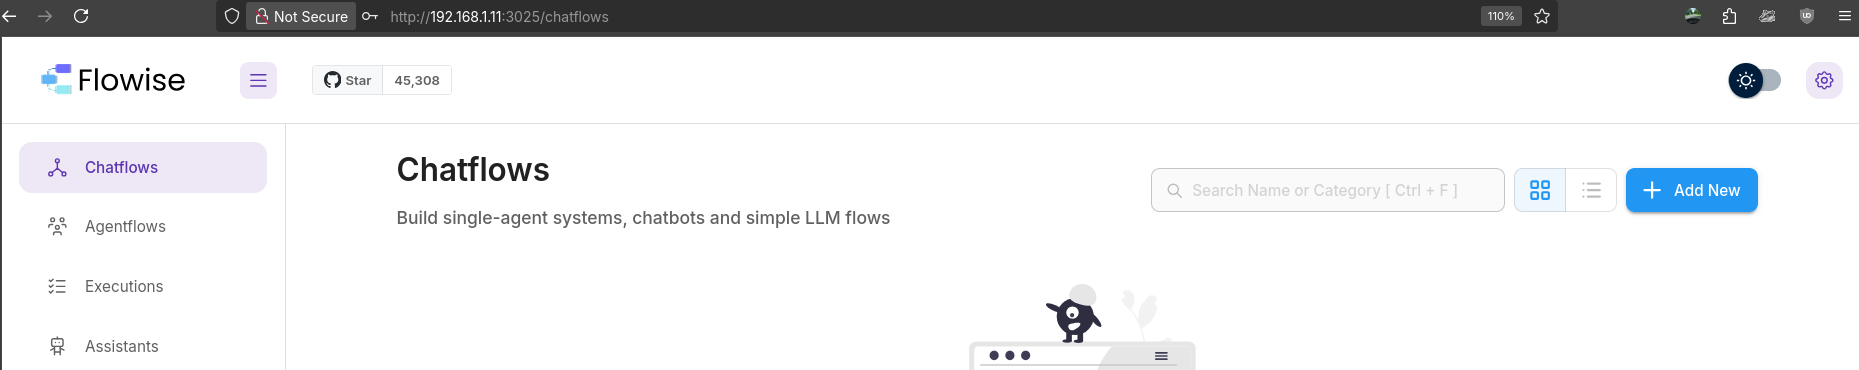 Not Secure http://192.168.1.11:3025/chatflows 110%
Flowise Star 45,308
Chatflows
Agentflows
Executions
Assistants
Chatflows
Build single-agent systems, chatbots and simple LLM flows
Search Name or Category [ Ctrl + F ]
Add New